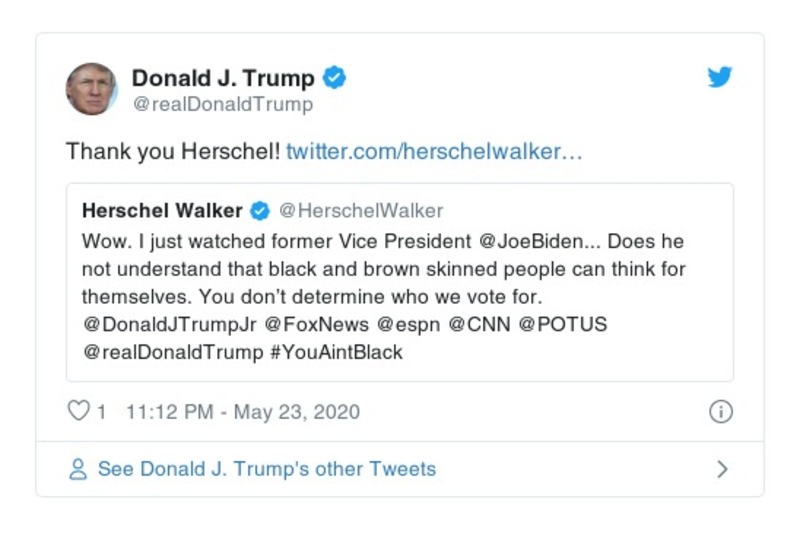 Donald J. Trump
@realDonaldTrump
Thank you Herschel! twitter.com/herschelwalker…
Herschel Walker @HerschelWalker
Wow. I just watched former Vice President @JoeBiden... Does he
not understand that black and brown skinned people can think for
themselves. You don't determine who we vote for.
@DonaldJTrumpJr @FoxNews @espn @CNN @POTUS
@realDonaldTrump #YouAintBlack
1 11:12 PM - May 23, 2020
See Donald J. Trump's other Tweets